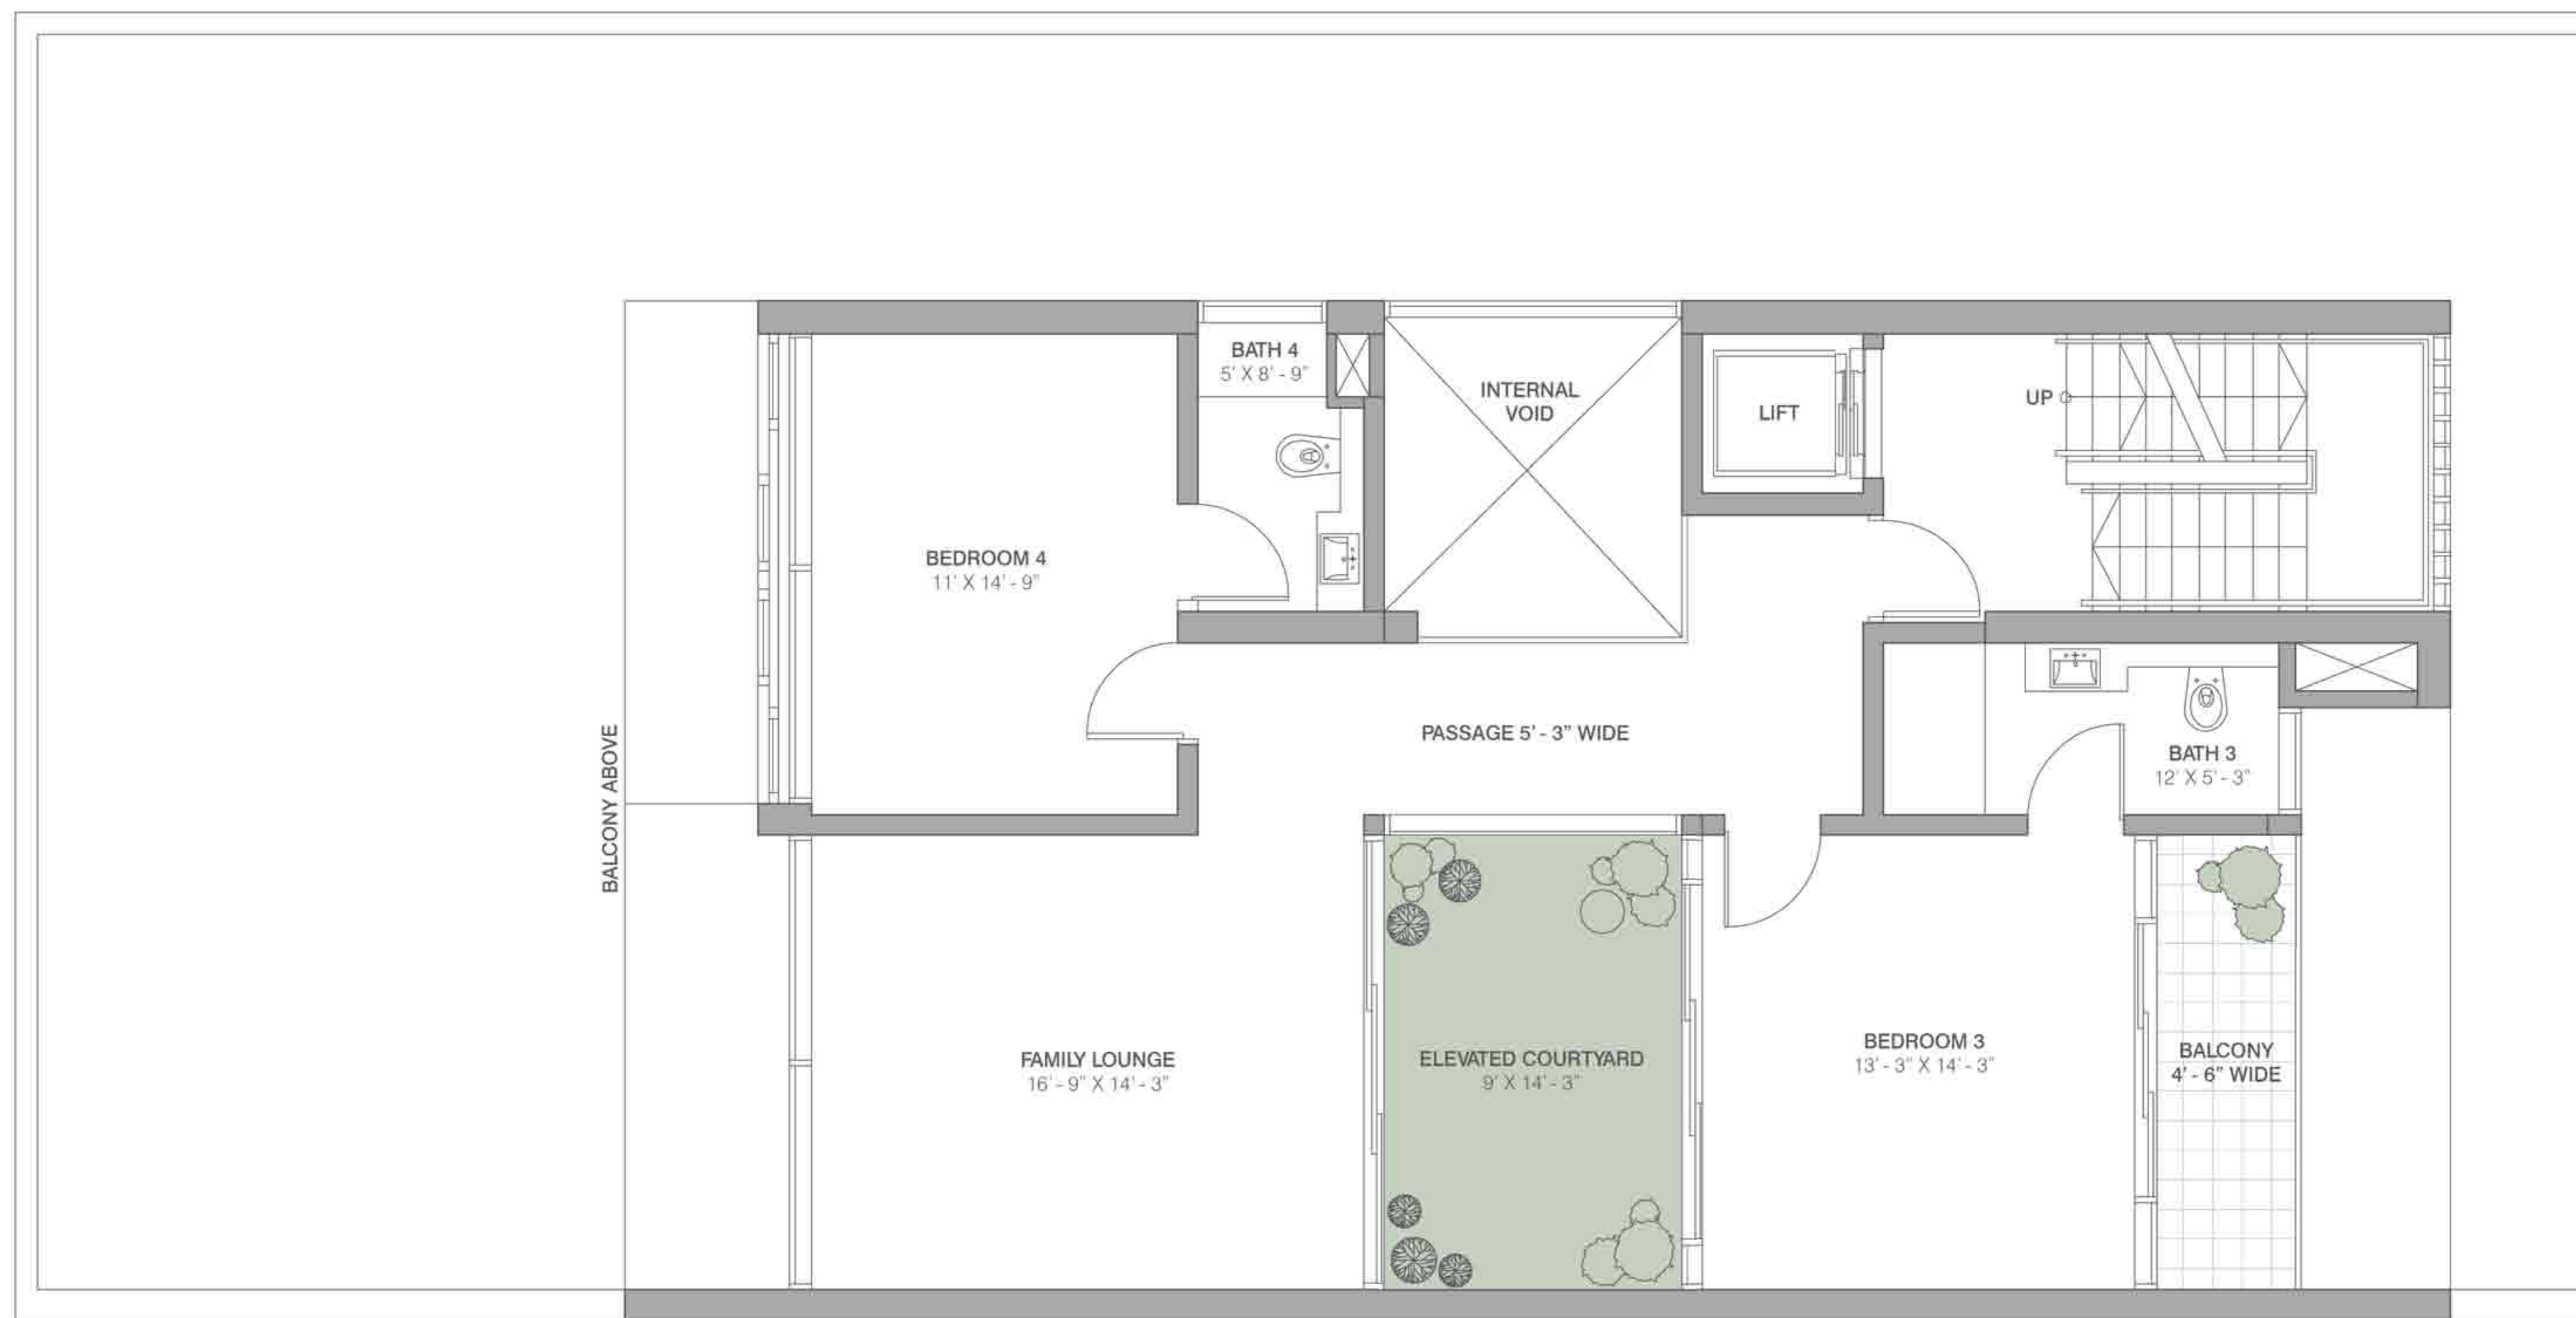 BATH 4
5' X 8' - 9"
INTERNAL
VOID
LIFT
UP
BEDROOM 4
11' X 14' - 9"
BALCONY ABOVE
PASSAGE 5' - 3” WIDE
BATH 3
12' X 5' - 3"
FAMILY LOUNGE
16' - 9" X 14' - 3"
ELEVATED COURTYARD
9' X 14' - 3"
BEDROOM 3
13' - 3" X 14' - 3"
BALCONY
4' - 6” WIDE